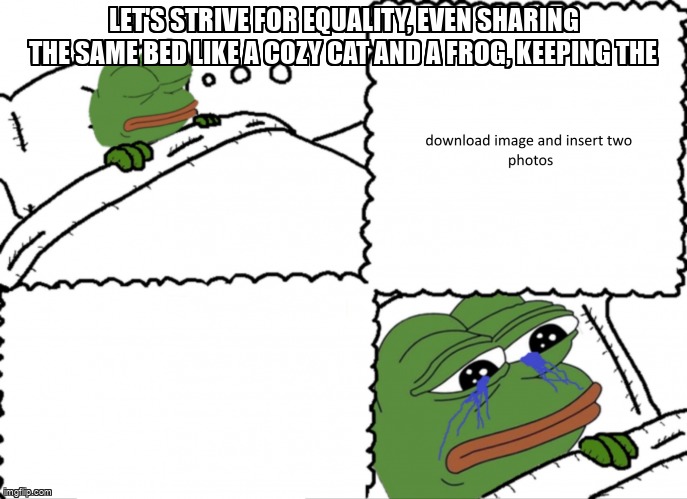 LET'S STRIVE FOR EQUALITY, EVEN SHARING
THE SAME BED LIKE A COZY CAT AND A FROG, KEEPING THE
download image and insert two
photos
imgflip.com